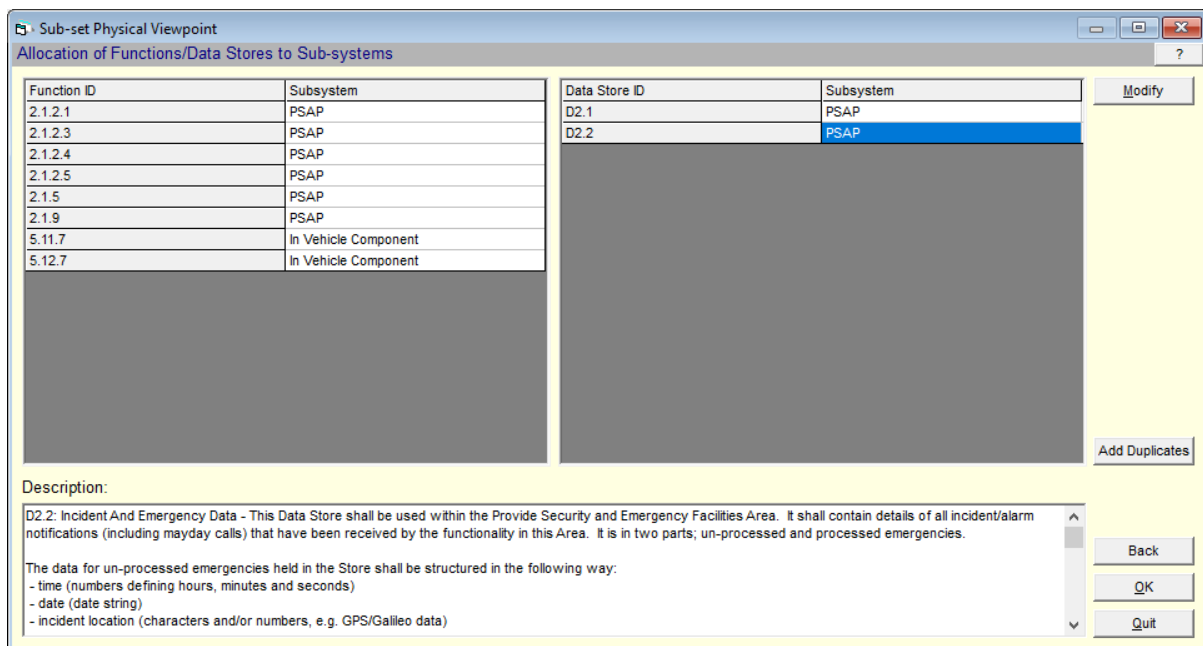 Sub-set Physical Viewpoint
Allocation of Functions/Data Stores to Sub-systems
?
Function ID Subsystem
2.1.2.1 PSAP
2.1.2.3 PSAP
2.1.2.4 PSAP
2.1.2.5 PSAP
2.1.5 PSAP
2.1.9 PSAP
5.11.7 In Vehicle Component
5.12.7 In Vehicle Component
Data Store ID Subsystem
D2.1 PSAP
D2.2 PSAP
Modify
Add Duplicates
Description:
D2.2: Incident And Emergency Data - This Data Store shall be used within the Provide Security and Emergency Facilities Area. It shall contain details of all incident/alarm
notifications (including mayday calls) that have been received by the functionality in this Area. It is in two parts; un-processed and processed emergencies.
The data for un-processed emergencies held in the Store shall be structured in the following way:
- time (numbers defining hours, minutes and seconds)
- date (date string)
- incident location (characters and/or numbers, e.g. GPS/Galileo data)
Back
OK
Quit